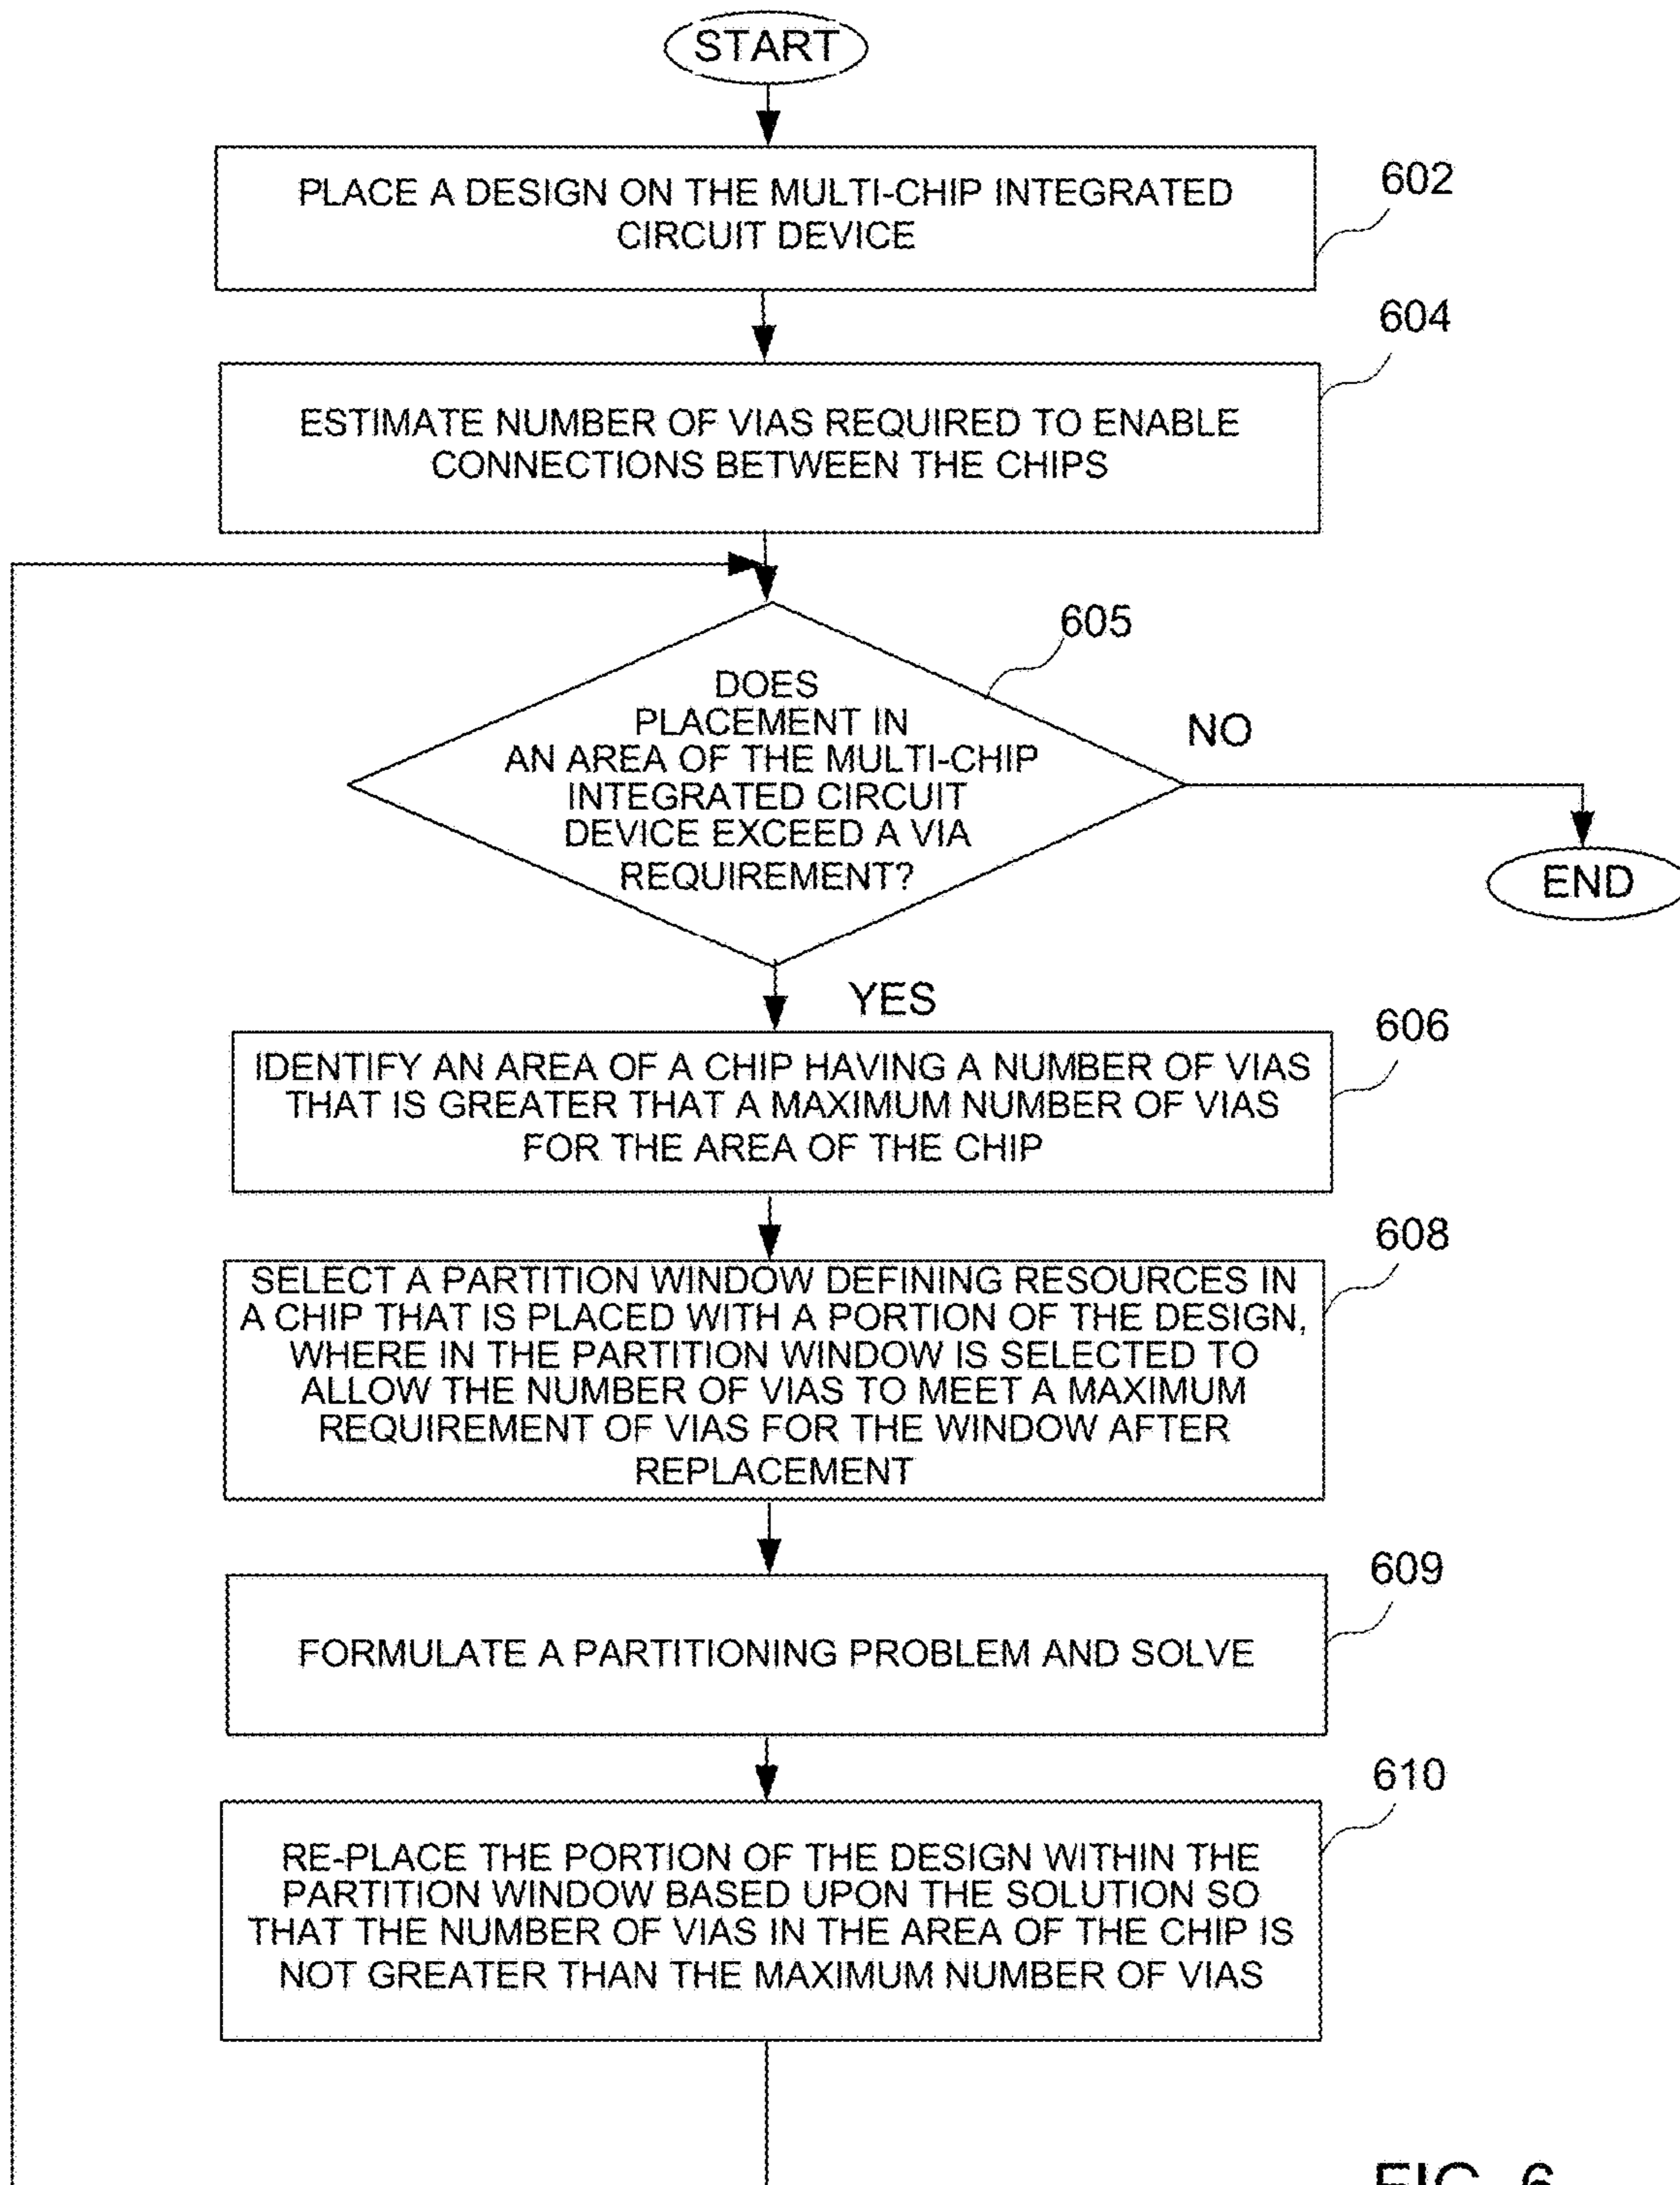 START
PLACE A DESIGN ON THE MULTI-CHIP INTEGRATED
CIRCUIT DEVICE
602
604
ESTIMATE NUMBER OF VIAS REQUIRED TO ENABLE
CONNECTIONS BETWEEN THE CHIPS
605
DOES
PLACEMENT IN
AN AREA OF THE MULTI-CHIP
INTEGRATED CIRCUIT
DEVICE EXCEED A VIA
REQUIREMENT?
NO
END
YES
606
IDENTIFY AN AREA OF A CHIP HAVING A NUMBER OF VIAS
THAT IS GREATER THAT A MAXIMUM NUMBER OF VIAS
FOR THE AREA OF THE CHIP
608
SELECT A PARTITION WINDOW DEFINING RESOURCES IN
A CHIP THAT IS PLACED WITH A PORTION OF THE DESIGN,
WHERE IN THE PARTITION WINDOW IS SELECTED TO
ALLOW THE NUMBER OF VIAS TO MEET A MAXIMUM
REQUIREMENT OF VIAS FOR THE WINDOW AFTER
REPLACEMENT
609
FORMULATE A PARTITIONING PROBLEM AND SOLVE
610
RE-PLACE THE PORTION OF THE DESIGN WITHIN THE
PARTITION WINDOW BASED UPON THE SOLUTION SO
THAT THE NUMBER OF VIAS IN THE AREA OF THE CHIP IS
NOT GREATER THAN THE MAXIMUM NUMBER OF VIAS
FIG. 6